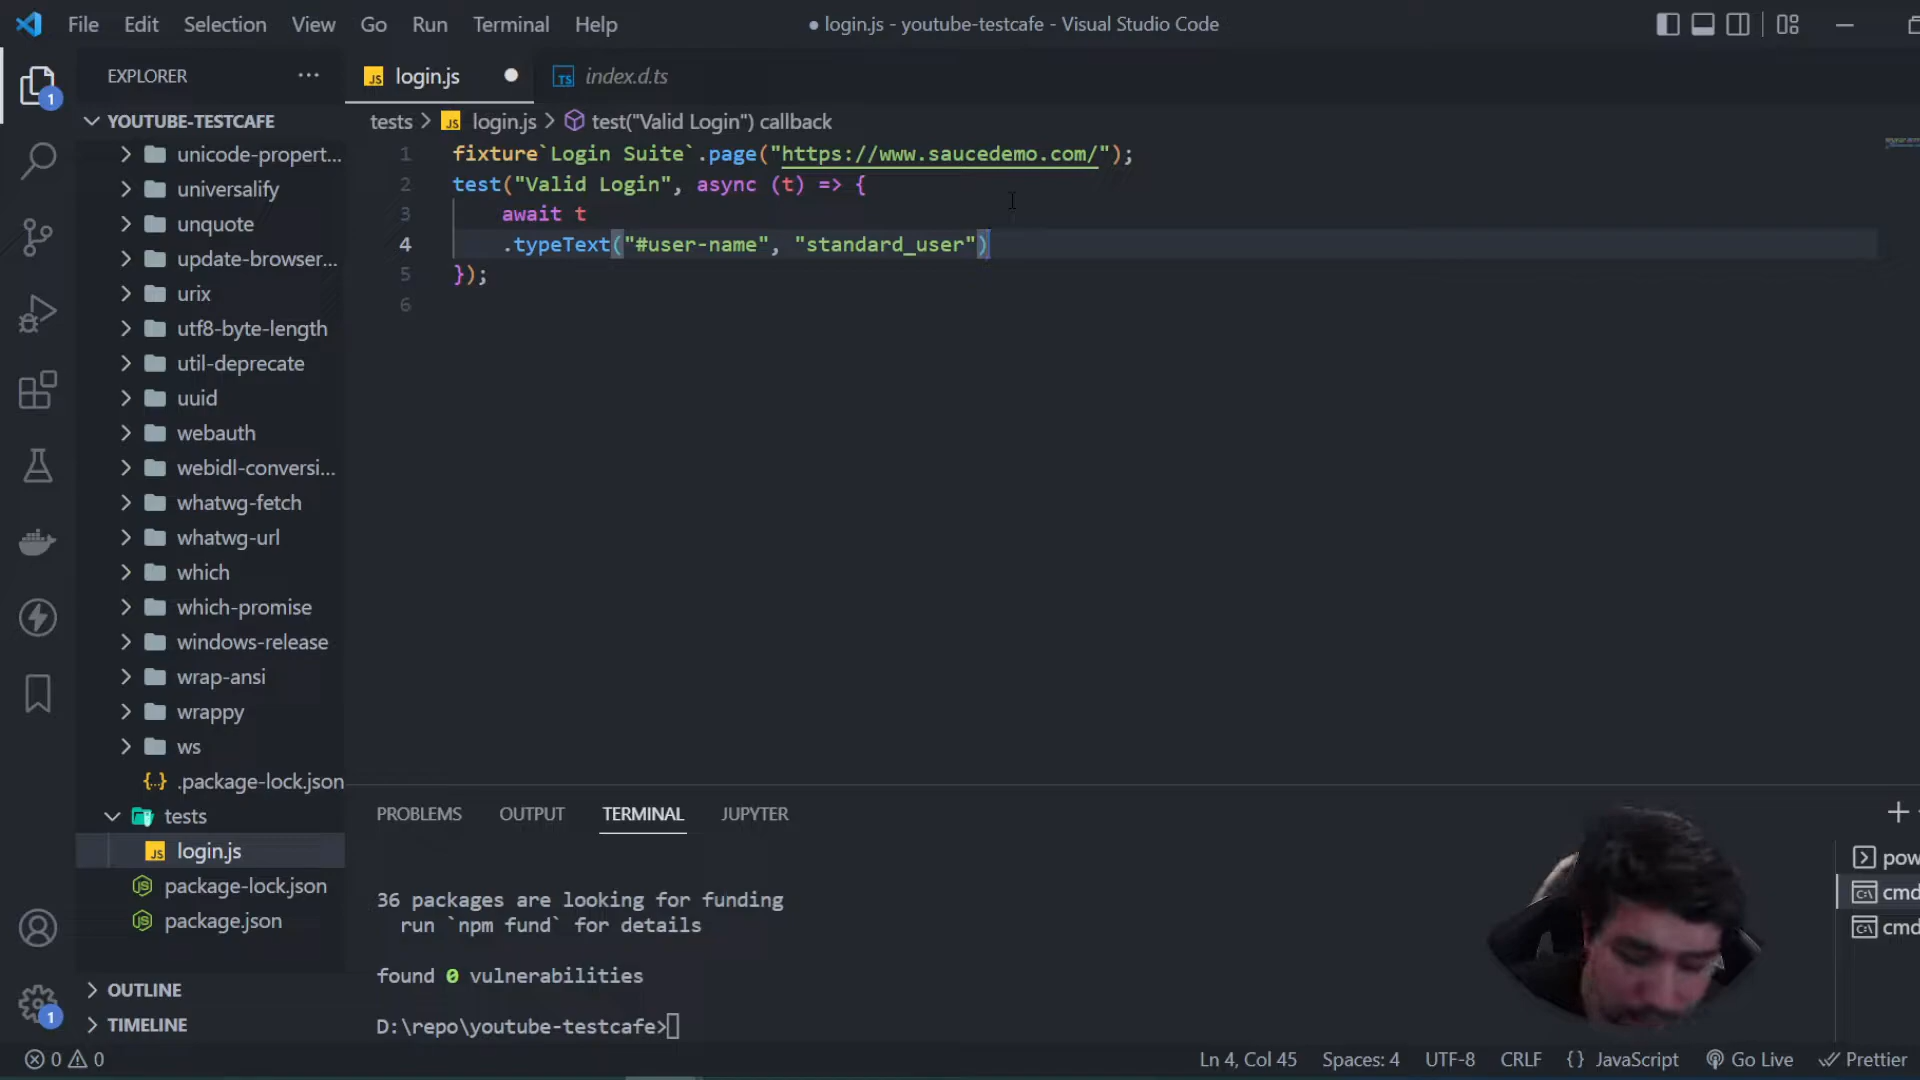 File Edit Selection View Go Run Terminal Help
● login.js - youtube-testcafe - Visual Studio Code
EXPLORER ···
JS login.js ●
TS index.d.ts
1
YOUTUBE-TESTCAFE
tests > JS login.js > test("Valid Login") callback
unicode-propert...
universalify
unquote
update-browser...
urix
utf8-byte-length
util-deprecate
uuid
webauth
webidl-conversi...
whatwg-fetch
whatwg-url
which
which-promise
windows-release
wrap-ansi
wrappy
ws
{..} .package-lock.json
tests
JS login.js
package-lock.json
package.json
OUTLINE
TIMELINE
1
1 fixture`Login Suite`.page("https://www.saucedemo.com/");
2 test("Valid Login", async (t) => {
3 await t
4 .typeText("#user-name", "standard_user")
5 });
6
PROBLEMS OUTPUT TERMINAL JUPYTER
36 packages are looking for funding
run `npm fund` for details
found 0 vulnerabilities
D:\repo\youtube-testcafe>
pow
cmd
cmd
0 0
Ln 4, Col 45 Spaces: 4 UTF-8 CRLF {} JavaScript Go Live Prettier